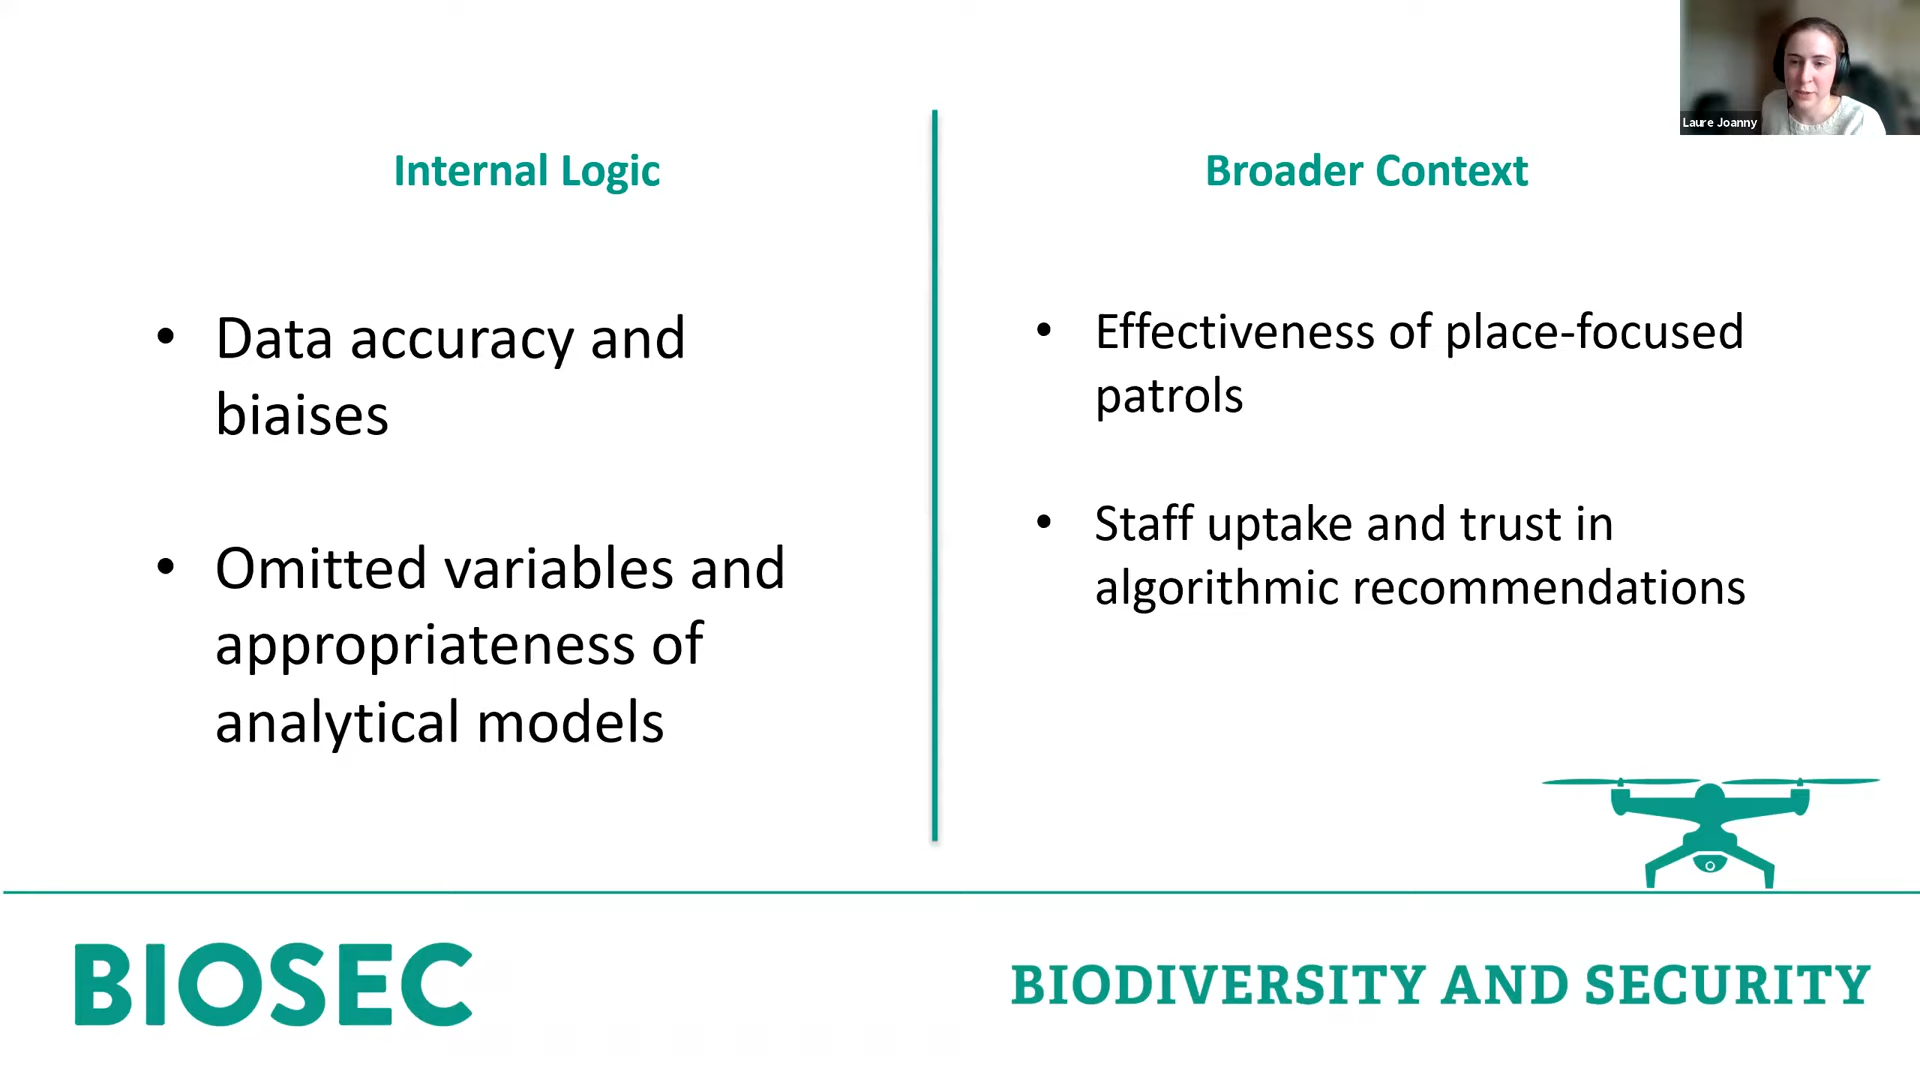 Laure Joanny
Internal Logic
• Data accuracy and
biaises
• Omitted variables and
appropriateness of
analytical models
Broader Context
• Effectiveness of place-focused
patrols
• Staff uptake and trust in
algorithmic recommendations
BIOSEC
BIODIVERSITY AND SECURITY